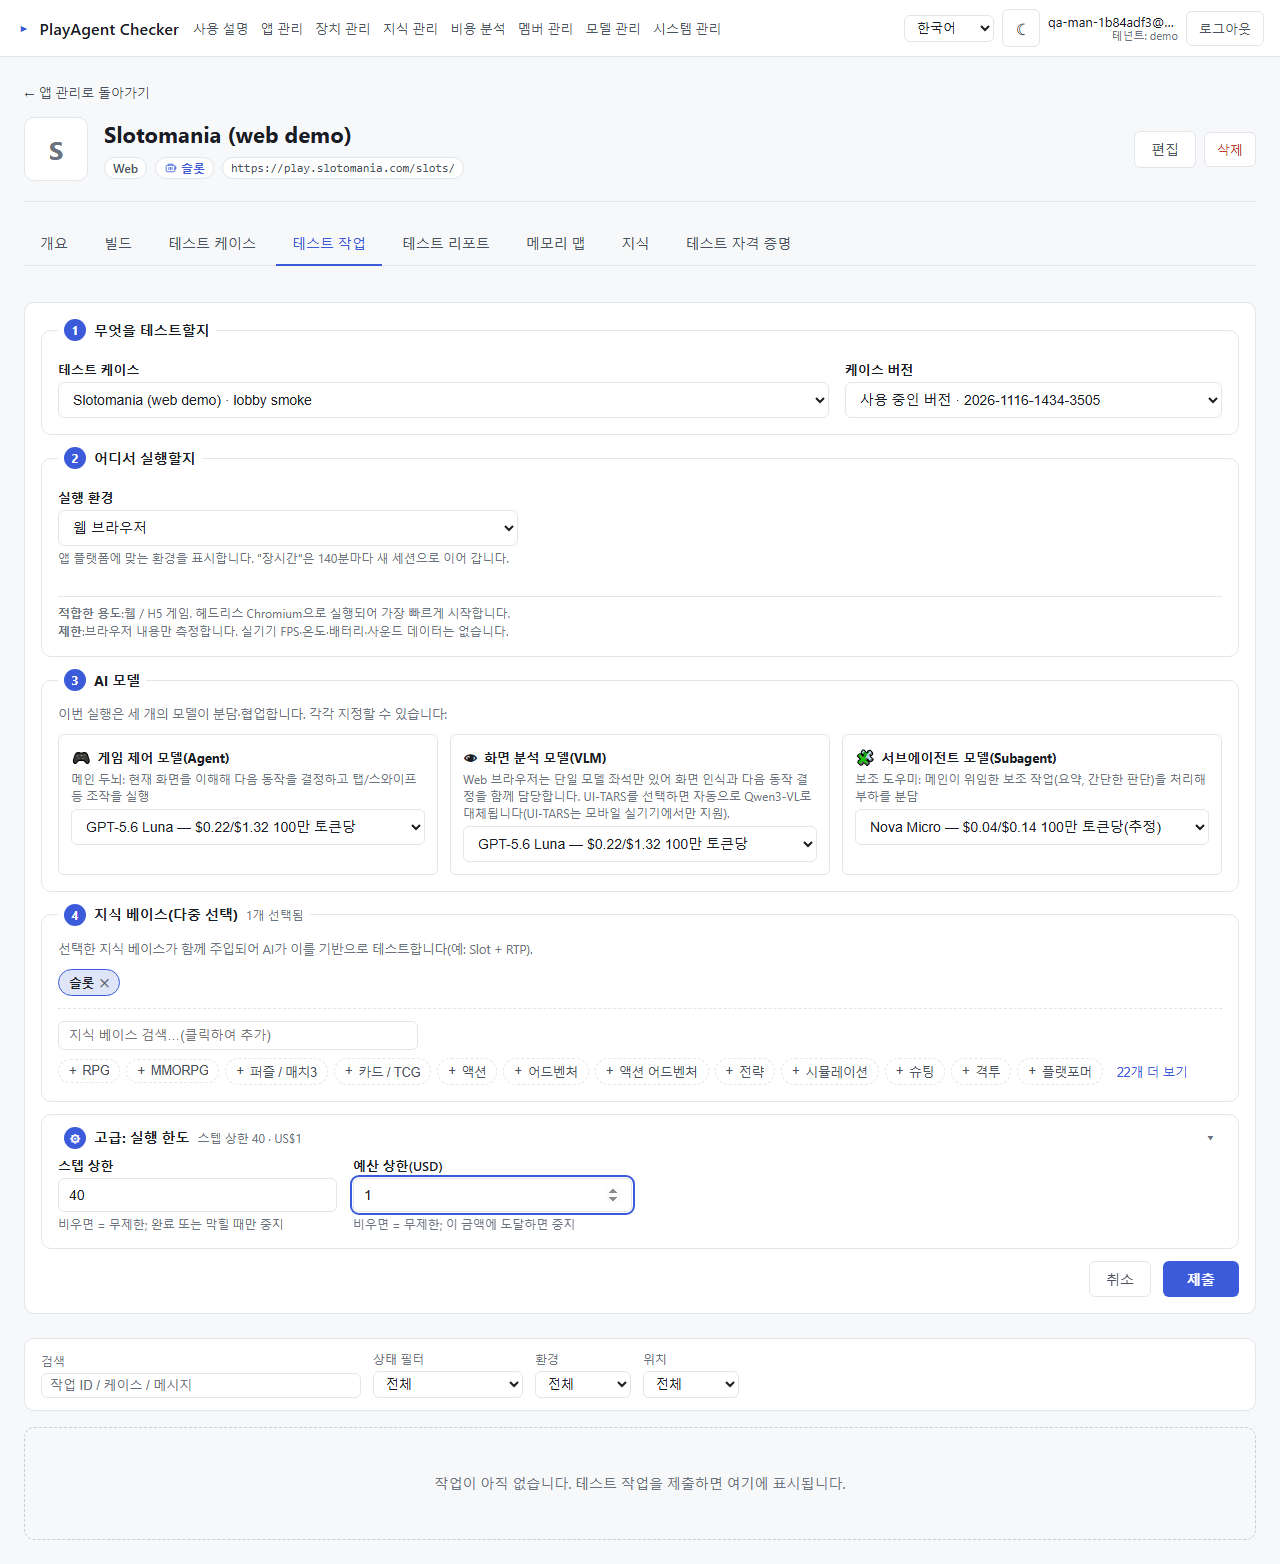 PlayAgent Checker 사용 설명 앱 관리 장치 관리 지식 관리 비용 분석 멤버 관리 모델 관리 시스템 관리 한국어 qa-man-1b84adf3@... 로그아웃
테넌트: demo
← 앱 관리로 돌아가기
S
Slotomania (web demo)
Web 슬롯 https://play.slotomania.com/slots/
편집 삭제
개요 빌드 테스트 케이스 테스트 작업 테스트 리포트 메모리 맵 지식 테스트 자격 증명
1 무엇을 테스트할지
테스트 케이스 케이스 버전
Slotomania (web demo) · lobby smoke 사용 중인 버전 · 2026-1116-1434-3505
2 어디서 실행할지
실행 환경
웹 브라우저
앱 플랫폼에 맞는 환경을 표시합니다. "장시간"은 140분마다 새 세션으로 이어 갑니다.
적합한 용도:웹 / H5 게임. 헤드리스 Chromium으로 실행되어 가장 빠르게 시작합니다.
제한:브라우저 내용만 측정합니다. 실기기 FPS·온도·배터리·사운드 데이터는 없습니다.
3 AI 모델
이번 실행은 세 개의 모델이 분담·협업합니다. 각각 지정할 수 있습니다:
게임 제어 모델(Agent)
메인 두뇌: 현재 화면을 이해해 다음 동작을 결정하고 탭/스와이프
등 조작을 실행
GPT-5.6 Luna — $0.22/$1.32 100만 토큰당
화면 분석 모델(VLM)
Web 브라우저는 단일 모델 좌석만 있어 화면 인식과 다음 동작 결
정을 함께 담당합니다. UI-TARS를 선택하면 자동으로 Qwen3-VL로
대체됩니다(UI-TARS는 모바일 실기기에서만 지원).
GPT-5.6 Luna — $0.22/$1.32 100만 토큰당
서브에이전트 모델(Subagent)
보조 도우미: 메인이 위임한 보조 작업(요약, 간단한 판단)을 처리해
부하를 분담
Nova Micro — $0.04/$0.14 100만 토큰당(추정)
4 지식 베이스(다중 선택) 1개 선택됨
선택한 지식 베이스가 함께 주입되어 AI가 이를 기반으로 테스트합니다(예: Slot + RTP).
슬롯 ×
지식 베이스 검색...(클릭하여 추가)
+ RPG + MMORPG + 퍼즐 / 매치3 + 카드 / TCG + 액션 + 어드벤처 + 액션 어드벤처 + 전략 + 시뮬레이션 + 슈팅 + 격투 + 플랫포머 22개 더 보기
고급: 실행 한도 스텝 상한 40 · US$1
스텝 상한 예산 상한(USD)
40 1
비우면 = 무제한; 완료 또는 막힐 때만 중지 비우면 = 무제한; 이 금액에 도달하면 중지
취소 제출
검색 상태 필터 환경 위치
작업 ID / 케이스 / 메시지 전체 전체 전체
작업이 아직 없습니다. 테스트 작업을 제출하면 여기에 표시됩니다.